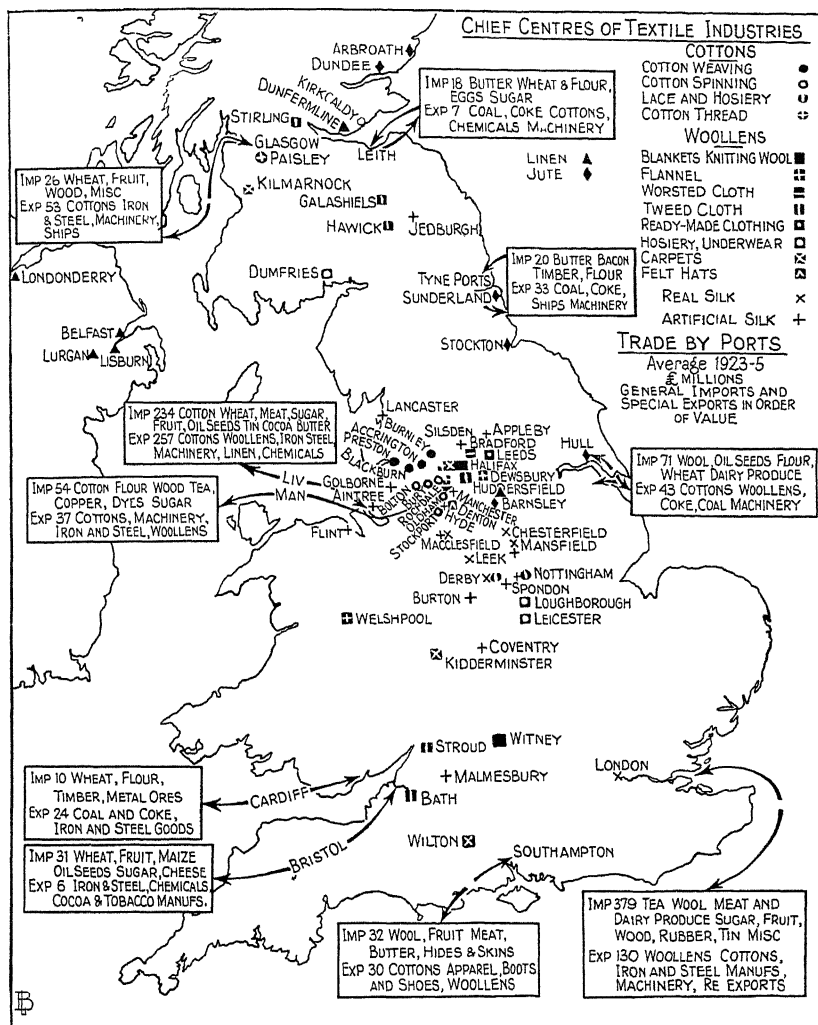 CHIEF CENTRES OF TEXTILE INDUSTRIES
COTTONS
COTTON WEAVING
COTTON SPINNING
LACE AND HOSIERY
COTTON THREAD
WOOLLENS
BLANKETS KNITTING WOOL
FLANNEL
WORSTED CLOTH
TWEED CLOTH
READY-MADE CLOTHING
HOSIERY, UNDERWEAR
CARPETS
FELT HATS
REAL SILK
ARTIFICIAL SILK
LINEN
JUTE
TRADE BY PORTS
Average 1923-5
£ MILLIONS
GENERAL IMPORTS AND
SPECIAL EXPORTS IN ORDER
OF VALUE
ARBROATH
DUNDEE
KIRKCALDY
DUNFERMLINE
STIRLING
GLASGOW
PAISLEY
LEITH
KILMARNOCK
GALASHIELS
HAWICK
JEDBURGH
DUMFRIES
LONDONDERRY
BELFAST
LURGAN
LISBURN
TYNE PORTS
SUNDERLAND
STOCKTON
IMP 18 BUTTER WHEAT & FLOUR,
EGGS SUGAR
EXP 7 COAL, COKE COTTONS,
CHEMICALS MACHINERY
IMP 26 WHEAT, FRUIT,
WOOD, MISC
EXP 53 COTTONS IRON
& STEEL, MACHINERY,
SHIPS
IMP 20 BUTTER BACON
TIMBER, FLOUR
EXP 33 COAL, COKE,
SHIPS MACHINERY
IMP 234 COTTON WHEAT, MEAT, SUGAR,
FRUIT, OIL SEEDS TIN COCOA BUTTER
EXP 257 COTTONS WOOLLENS, IRON STEEL
MACHINERY, LINEN, CHEMICALS
IMP 54 COTTON FLOUR WOOD TEA,
COPPER, DYES SUGAR
EXP 37 COTTONS, MACHINERY,
IRON AND STEEL, WOOLLENS
IMP 71 WOOL, OIL SEEDS FLOUR,
WHEAT DAIRY PRODUCE
EXP 43 COTTONS WOOLLENS,
COKE, COAL MACHINERY
LANCASTER
BURNLEY
ACCRINGTON
PRESTON
BLACKBURN
SILSDEN
APPLEBY
BRADFORD
LEEDS
HALIFAX
DEWSBURY
HUDDERSFIELD
BARNSLEY
HULL
LIV
MAN
GOLBORNE
AINTREE
BOLTON
BURY
ROCHDALE
OLDHAM
MANCHESTER
DENTON
HYDE
STOCKPORT
FLINT
MACCLESFIELD
LEEK
CHESTERFIELD
MANSFIELD
DERBY
NOTTINGHAM
SPONDON
BURTON
LOUGHBOROUGH
LEICESTER
WELSHPOOL
COVENTRY
KIDDERMINSTER
STROUD
WITNEY
MALMESBURY
LONDON
CARDIFF
BATH
BRISTOL
WILTON
SOUTHAMPTON
IMP 10 WHEAT, FLOUR,
TIMBER, METAL ORES
EXP 24 COAL AND COKE,
IRON AND STEEL GOODS
IMP 31 WHEAT, FRUIT, MAIZE
OIL SEEDS SUGAR, CHEESE
EXP 6 IRON & STEEL, CHEMICALS,
COCOA & TOBACCO MANUFS.
IMP 32 WOOL, FRUIT MEAT,
BUTTER, HIDES & SKINS
EXP 30 COTTONS APPAREL, BOOTS
AND SHOES, WOOLLENS
IMP 379 TEA WOOL MEAT AND
DAIRY PRODUCE SUGAR, FRUIT,
WOOD, RUBBER, TIN MISC
EXP 130 WOOLLENS COTTONS,
IRON AND STEEL MANUFS,
MACHINERY, RE EXPORTS